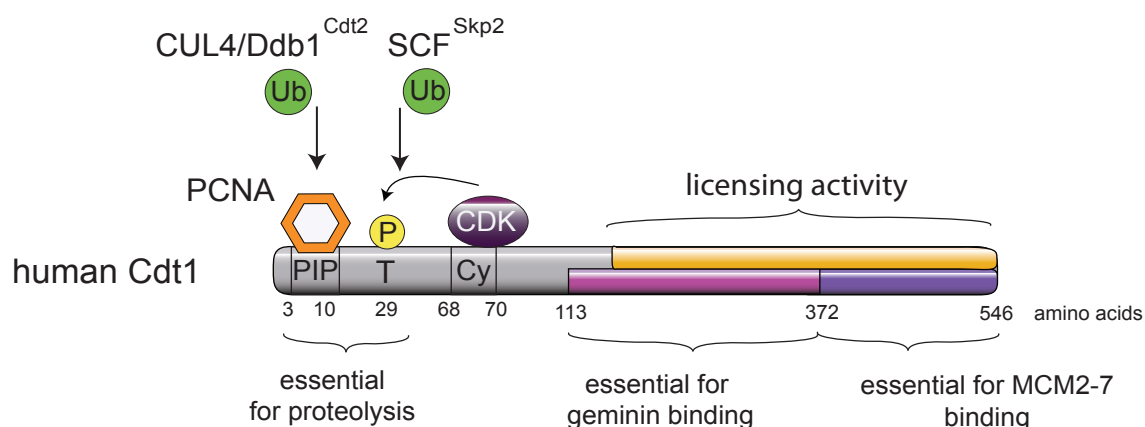 CUL4/Ddb1Cdt2
SCFSkp2
Ub
Ub
PCNA
licensing activity
P
CDK
human Cdt1
PIP
T
Cy
3 10 29 68 70 113 372 546 amino acids
essential
for proteolysis
essential for
geminin binding
essential for MCM2-7
binding